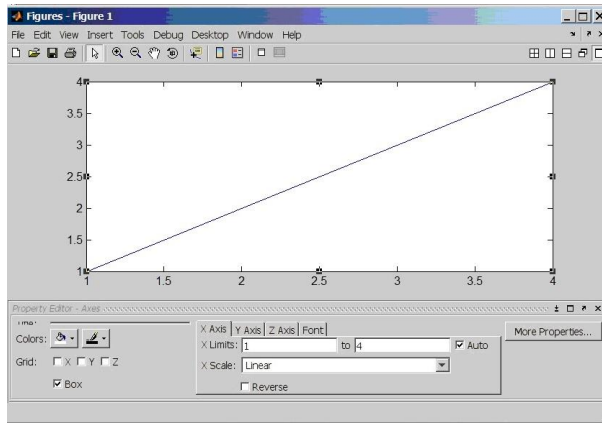 Figures - Figure 1
File Edit View Insert Tools Debug Desktop Window Help
4
3.5
3
2.5
2
1.5
1
1 1.5 2 2.5 3 3.5 4
Property Editor - Axes
Colors:
Grid: X Y Z
Box
X Axis Y Axis Z Axis Font
X Limits: 1 to 4 Auto
X Scale: Linear
Reverse
More Properties...